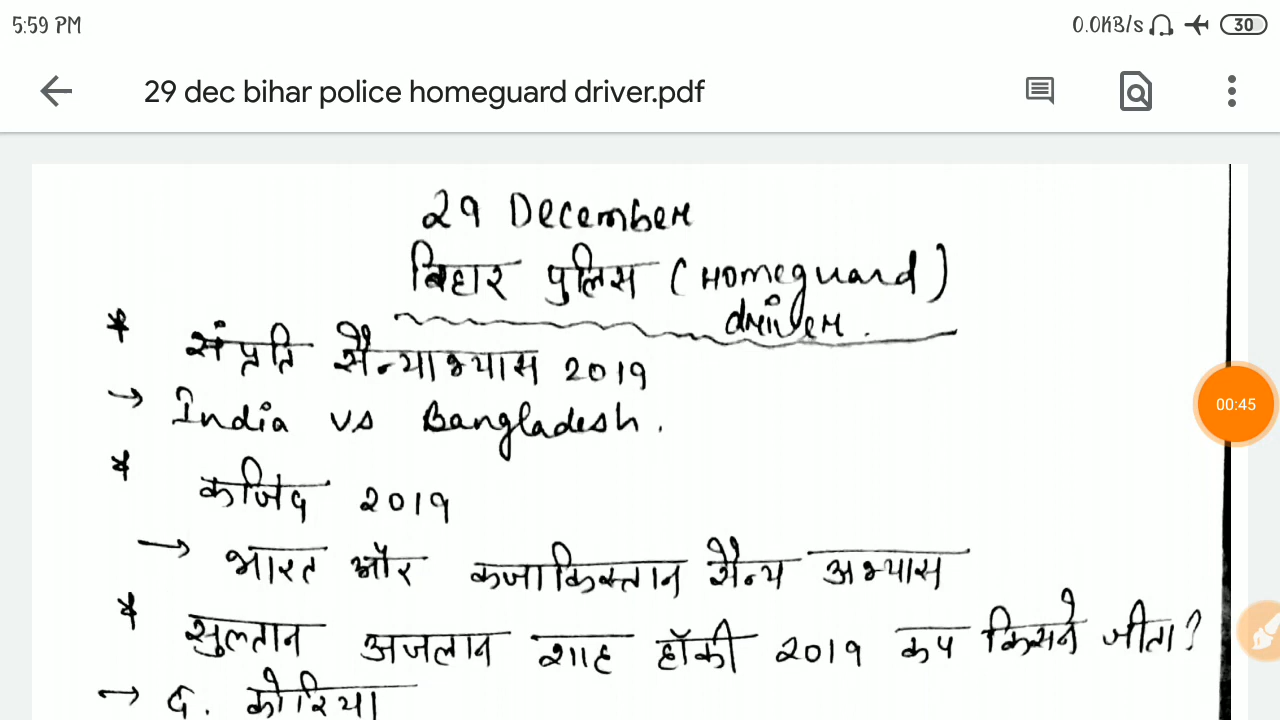 5:59 PM 0.0KB/s 30
29 dec bihar police homeguard driver.pdf
29 December
बिहार पुलिस (Homeguard)
driver.
* संप्रति सैन्याभ्यास 2019
→ India vs Bangladesh.
* कजिंद 2019
00:45
→ भारत और कजाकिस्तान सैन्य अभ्यास
* सुल्तान अजलान शाह हॉकी 2019 कप किसने जीता?
→ द. कोरिया